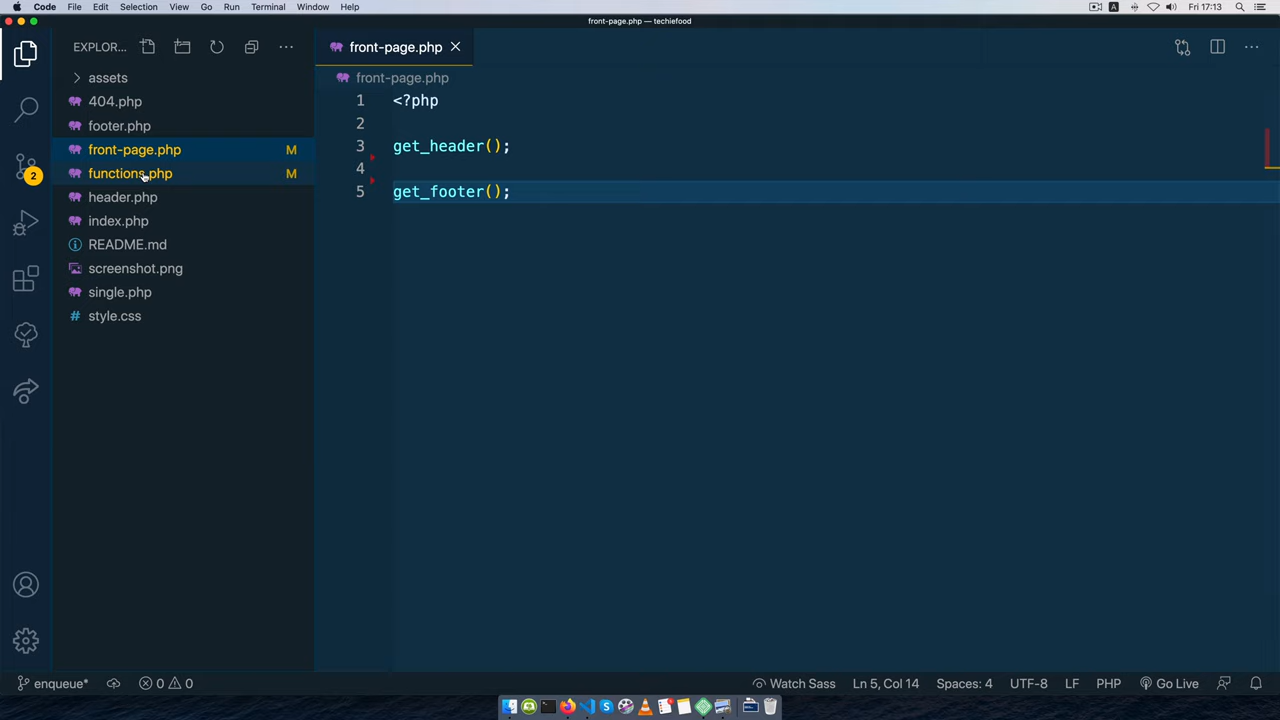 Code File Edit Selection View Go Run Terminal Window Help
A Fri 17:13
front-page.php — techiefood
EXPLOR...
front-page.php
assets
front-page.php
404.php
footer.php
front-page.php M
functions.php M
header.php
index.php
README.md
screenshot.png
single.php
# style.css
2
1 <?php
2
3 get_header();
4
5 get_footer();
enqueue* 0 0
Watch Sass Ln 5, Col 14 Spaces: 4 UTF-8 LF PHP Go Live